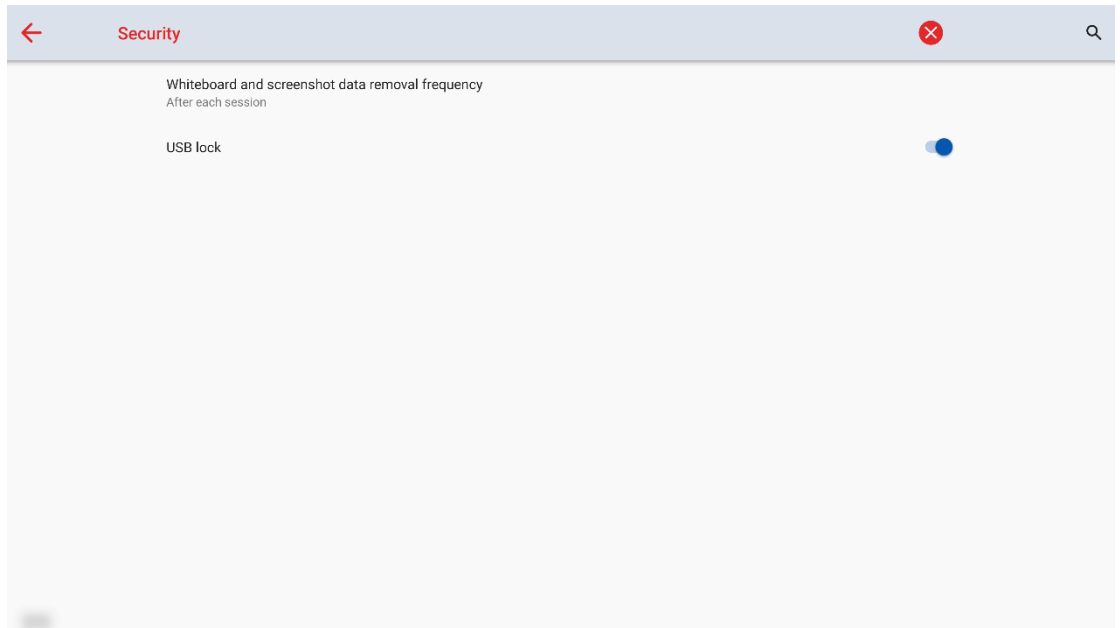 Security
Whiteboard and screenshot data removal frequency
After each session
USB lock